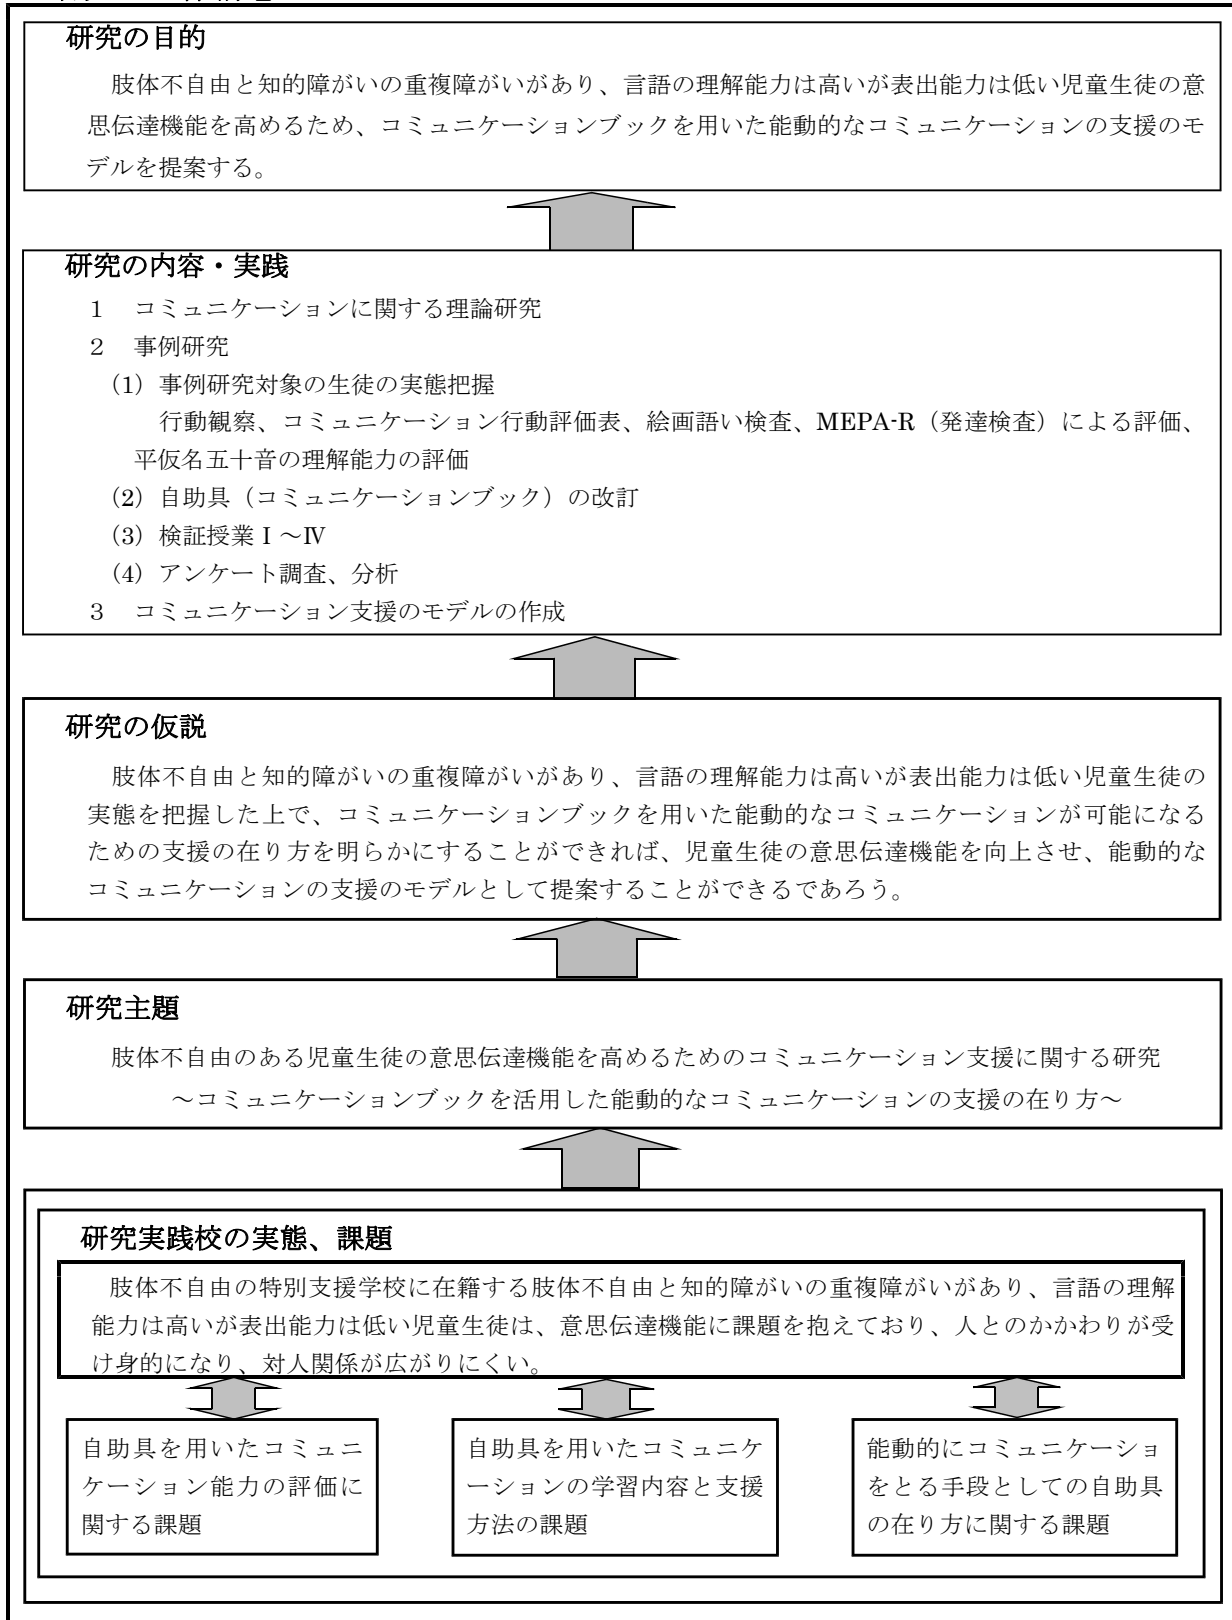 研究の目的
肢体不自由と知的障がいの重複障がいがあり、言語の理解能力は高いが表出能力は低い児童生徒の意
思伝達機能を高めるため、コミュニケーションブックを用いた能動的なコミュニケーションの支援のモ
デルを提案する。
研究の内容・実践
１ コミュニケーションに関する理論研究
２ 事例研究
(1) 事例研究対象の生徒の実態把握
行動観察、コミュニケーション行動評価表、絵画語い検査、MEPA-R（発達検査）による評価、
平仮名五十音の理解能力の評価
(2) 自助具（コミュニケーションブック）の改訂
(3) 検証授業Ⅰ～Ⅳ
(4) アンケート調査、分析
３ コミュニケーション支援のモデルの作成
研究の仮説
肢体不自由と知的障がいの重複障がいがあり、言語の理解能力は高いが表出能力は低い児童生徒の
実態を把握した上で、コミュニケーションブックを用いた能動的なコミュニケーションが可能になる
ための支援の在り方を明らかにすることができれば、児童生徒の意思伝達機能を向上させ、能動的な
コミュニケーションの支援のモデルとして提案することができるであろう。
研究主題
肢体不自由のある児童生徒の意思伝達機能を高めるためのコミュニケーション支援に関する研究
～コミュニケーションブックを活用した能動的なコミュニケーションの支援の在り方～
研究実践校の実態、課題
肢体不自由の特別支援学校に在籍する肢体不自由と知的障がいの重複障がいがあり、言語の理解
能力は高いが表出能力は低い児童生徒は、意思伝達機能に課題を抱えており、人とのかかわりが受
け身的になり、対人関係が広がりにくい。
自助具を用いたコミュニ
ケーション能力の評価に
関する課題
自助具を用いたコミュニケ
ーションの学習内容と支援
方法の課題
能動的にコミュニケーショ
をとる手段としての自助具
の在り方に関する課題